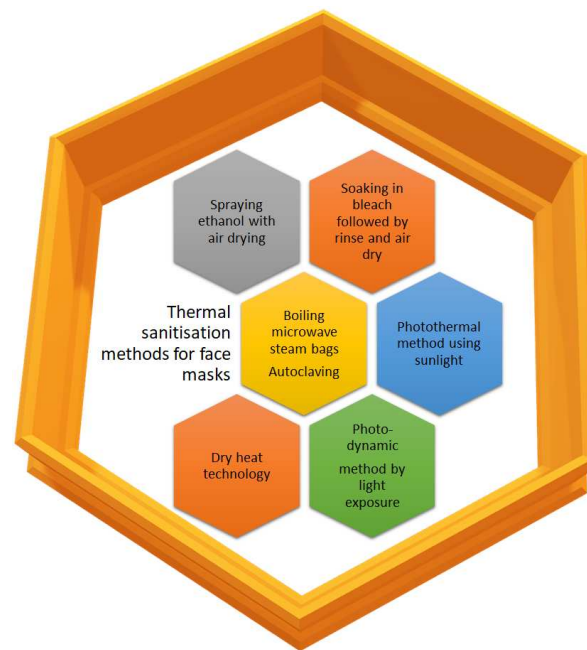 Spraying
ethanol with
air drying
Soaking in
bleach
followed by
rinse and air
dry
Thermal
sanitisation
methods for face
masks
Boiling
microwave
steam bags
Autoclaving
Photothermal
method using
sunlight
Dry heat
technology
Photo-
dynamic
method by
light
exposure